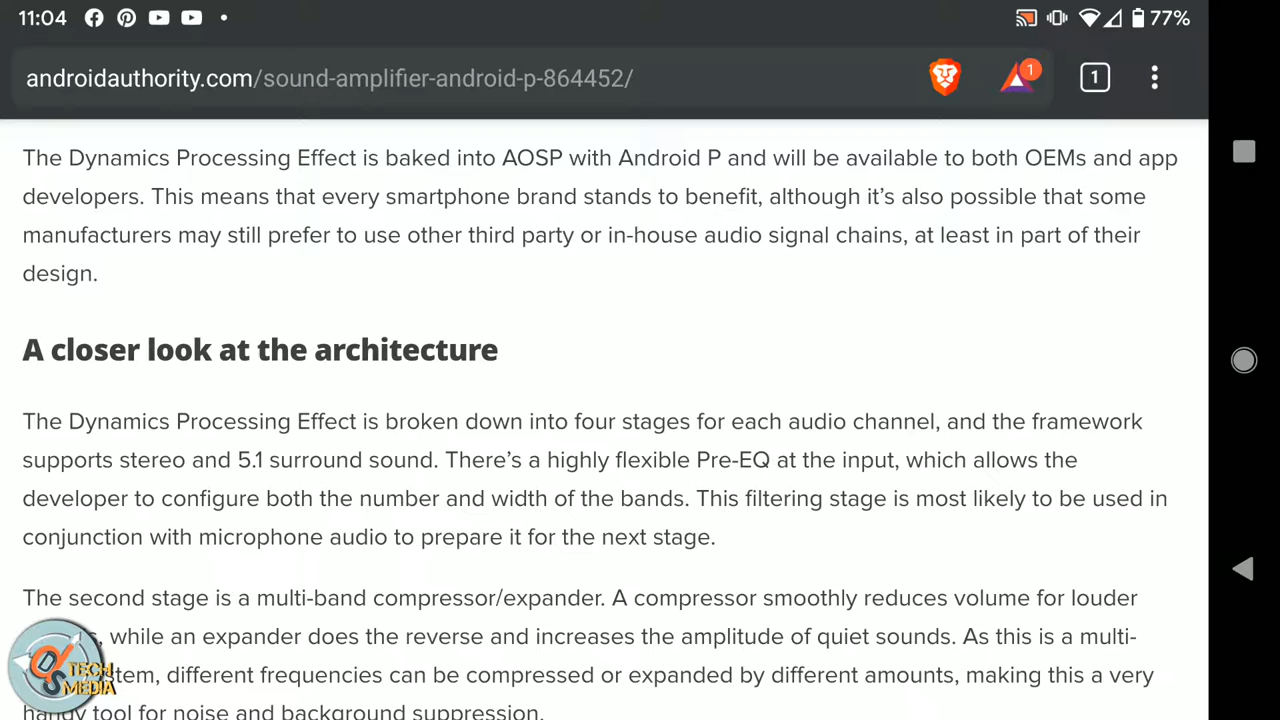 11:04
77%
androidauthority.com/sound-amplifier-android-p-864452/
1
1
The Dynamics Processing Effect is baked into AOSP with Android P and will be available to both OEMs and app
developers. This means that every smartphone brand stands to benefit, although it’s also possible that some
manufacturers may still prefer to use other third party or in-house audio signal chains, at least in part of their
design.
A closer look at the architecture
The Dynamics Processing Effect is broken down into four stages for each audio channel, and the framework
supports stereo and 5.1 surround sound. There’s a highly flexible Pre-EQ at the input, which allows the
developer to configure both the number and width of the bands. This filtering stage is most likely to be used in
conjunction with microphone audio to prepare it for the next stage.
The second stage is a multi-band compressor/expander. A compressor smoothly reduces volume for louder
while an expander does the reverse and increases the amplitude of quiet sounds. As this is a multi-
different frequencies can be compressed or expanded by different amounts, making this a very
handy tool for noise and background suppression.
TECH
MEDIA